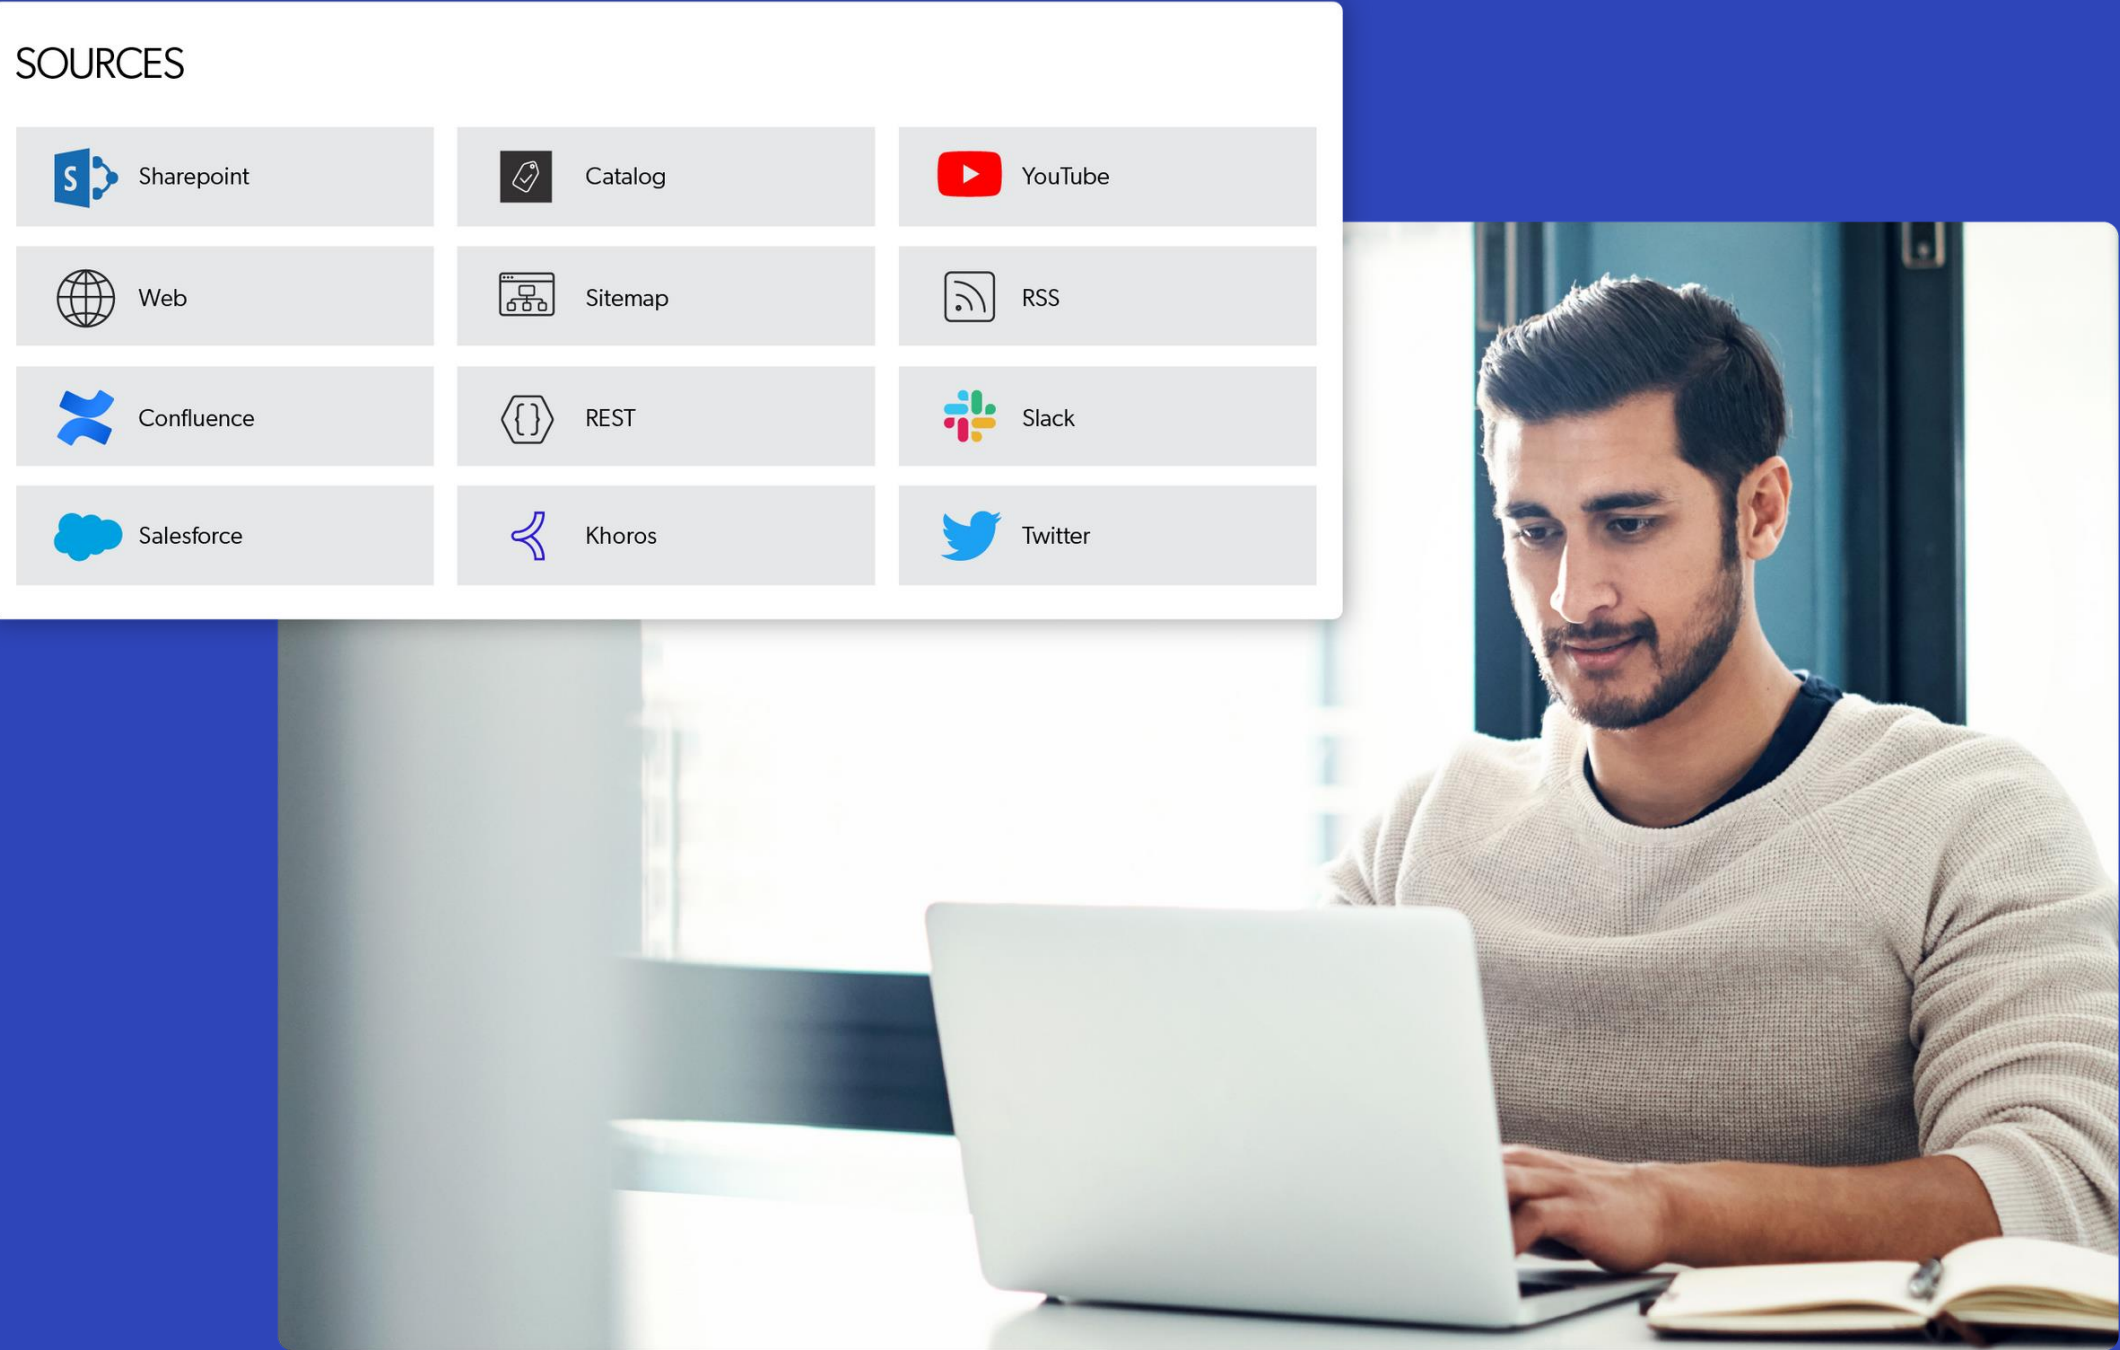 SOURCES
Sharepoint
Catalog
YouTube
Web
Sitemap
RSS
Confluence
REST
Slack
Salesforce
Khoros
Twitter